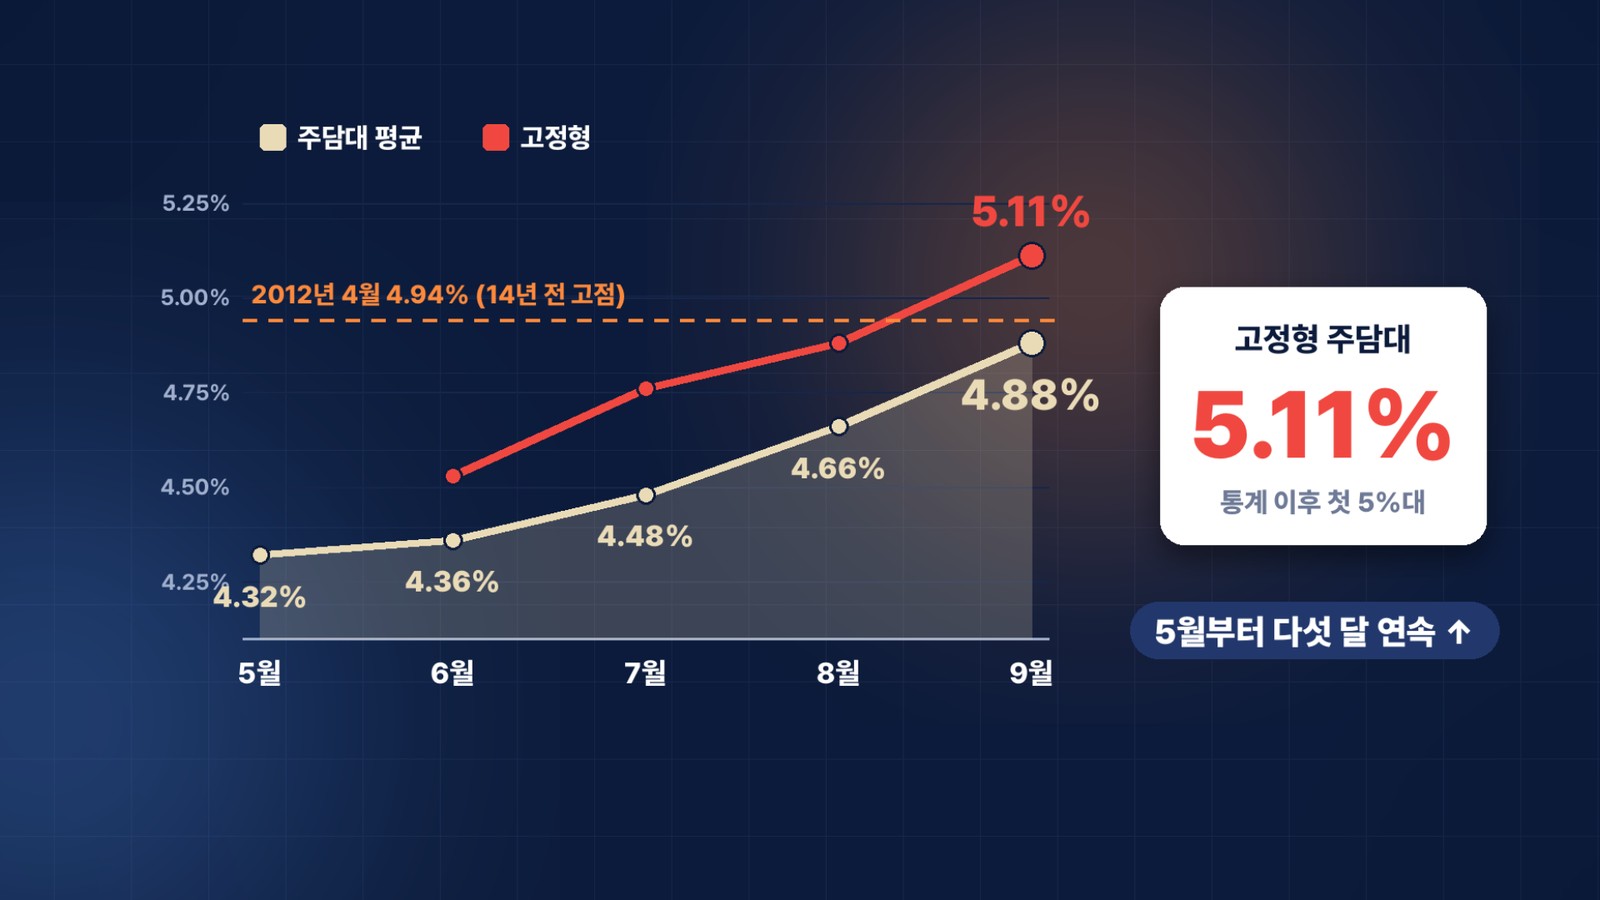 주담대 평균
고정형
5.25%
5.00%
4.75%
4.50%
4.25%
2012년 4월 4.94% (14년 전 고점)
5.11%
4.88%
4.66%
4.48%
4.36%
4.32%
5월
6월
7월
8월
9월
고정형 주담대
5.11%
통계 이후 첫 5%대
5월부터 다섯 달 연속 ↑